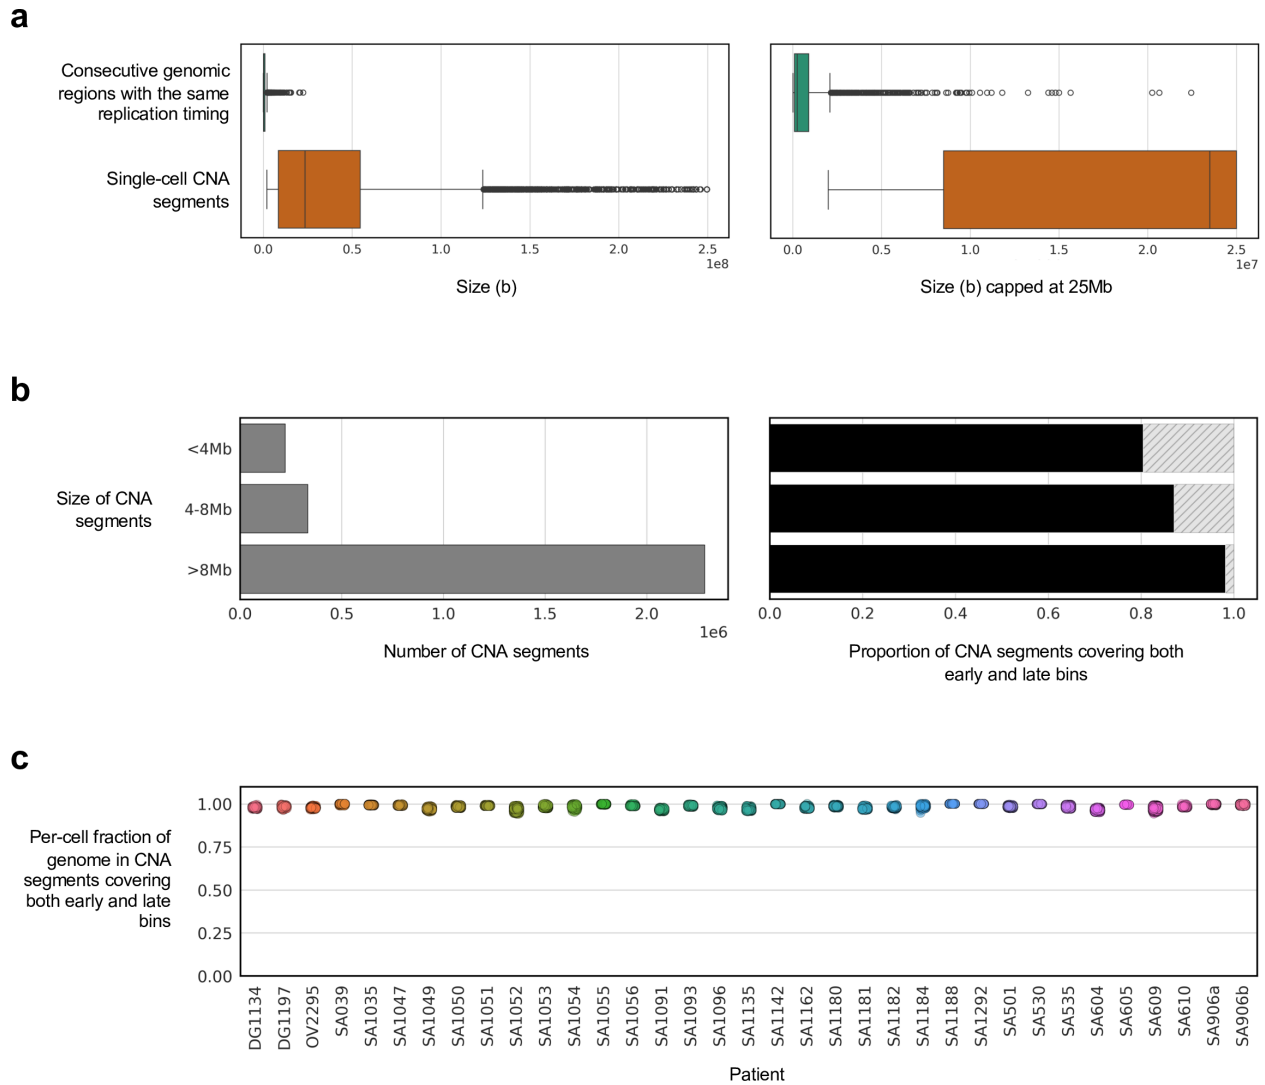 a
Consecutive genomic
regions with the same
replication timing
Single-cell CNA
segments
0.0 0.5 1.0 1.5 2.0 2.5
1e8
Size (b)
0.0 0.5 1.0 1.5 2.0 2.5
1e7
Size (b) capped at 25Mb
b
Size of CNA
segments
<4Mb
4-8Mb
>8Mb
0.0 0.5 1.0 1.5 2.0
1e6
Number of CNA segments
0.0 0.2 0.4 0.6 0.8 1.0
Proportion of CNA segments covering both
early and late bins
c
Per-cell fraction of
genome in CNA
segments covering
both early and late
bins
1.00
0.75
0.50
0.25
0.00
DG1134
DG1197
OV2295
SA039
SA1035
SA1047
SA1049
SA1050
SA1051
SA1052
SA1053
SA1054
SA1055
SA1056
SA1091
SA1093
SA1096
SA1135
SA1142
SA1162
SA1180
SA1181
SA1182
SA1184
SA1188
SA1292
SA501
SA530
SA535
SA604
SA605
SA609
SA610
SA906a
SA906b
Patient